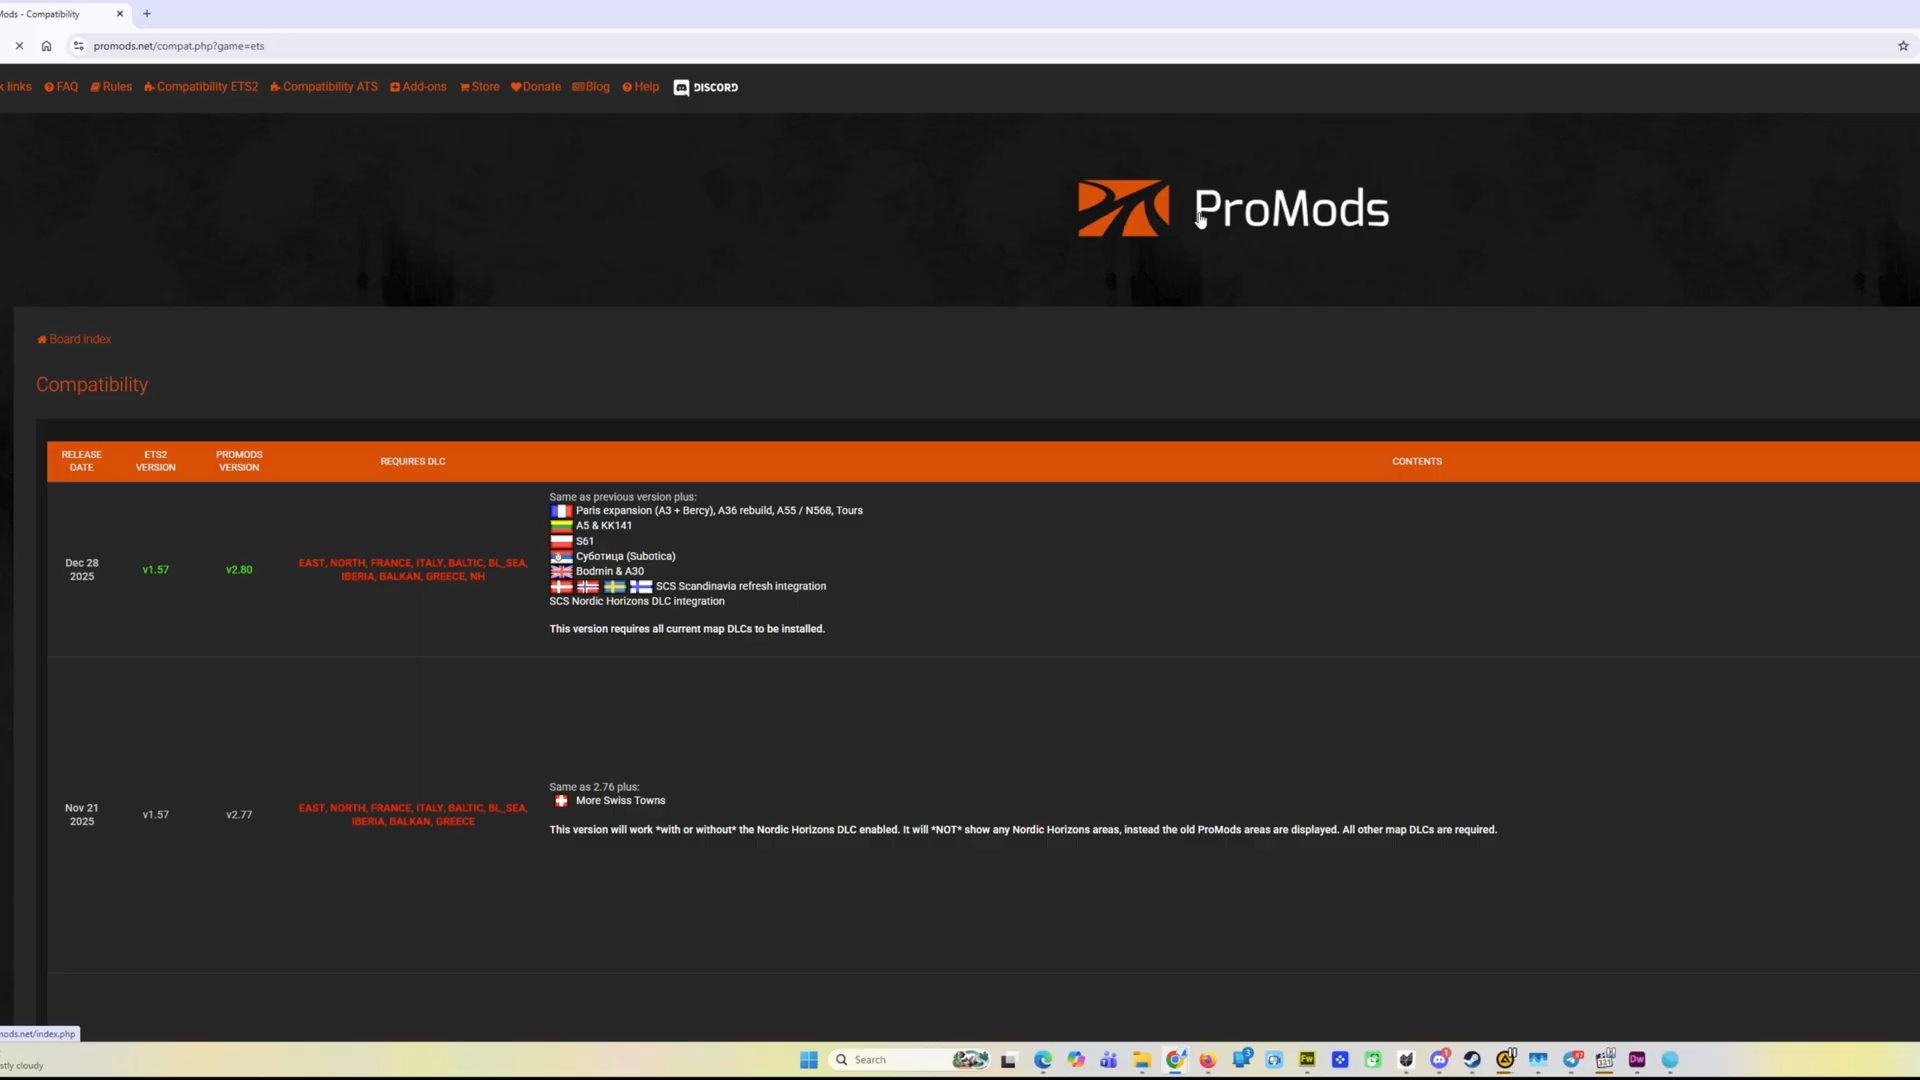 Mods - Compatibility
promods.net/compat.php?game=ets
links FAQ Rules Compatibility ETS2 Compatibility ATS Add-ons Store Donate Blog Help DISCORD
ProMods
Board index
Compatibility
RELEASE DATE ETS2 VERSION PROMODS VERSION REQUIRES DLC CONTENTS
Same as previous version plus:
Paris expansion (A3 + Bercy), A36 rebuild, A55 / N568, Tours
A5 & KK141
S61
Суботица (Subotica)
Dec 28 2025 v1.57 v2.80 EAST, NORTH, FRANCE, ITALY, BALTIC, BL_SEA, IBERIA, BALKAN, GREECE, NH
Bodmin & A30
SCS Scandinavia refresh integration
SCS Nordic Horizons DLC integration
This version requires all current map DLCs to be installed.
Same as 2.76 plus:
More Swiss Towns
Nov 21 2025 v1.57 v2.77 EAST, NORTH, FRANCE, ITALY, BALTIC, BL_SEA, IBERIA, BALKAN, GREECE
This version will work *with or without* the Nordic Horizons DLC enabled. It will *NOT* show any Nordic Horizons areas, instead the old ProMods areas are displayed. All other map DLCs are required.
mods.net/index.php
stly cloudy
Search